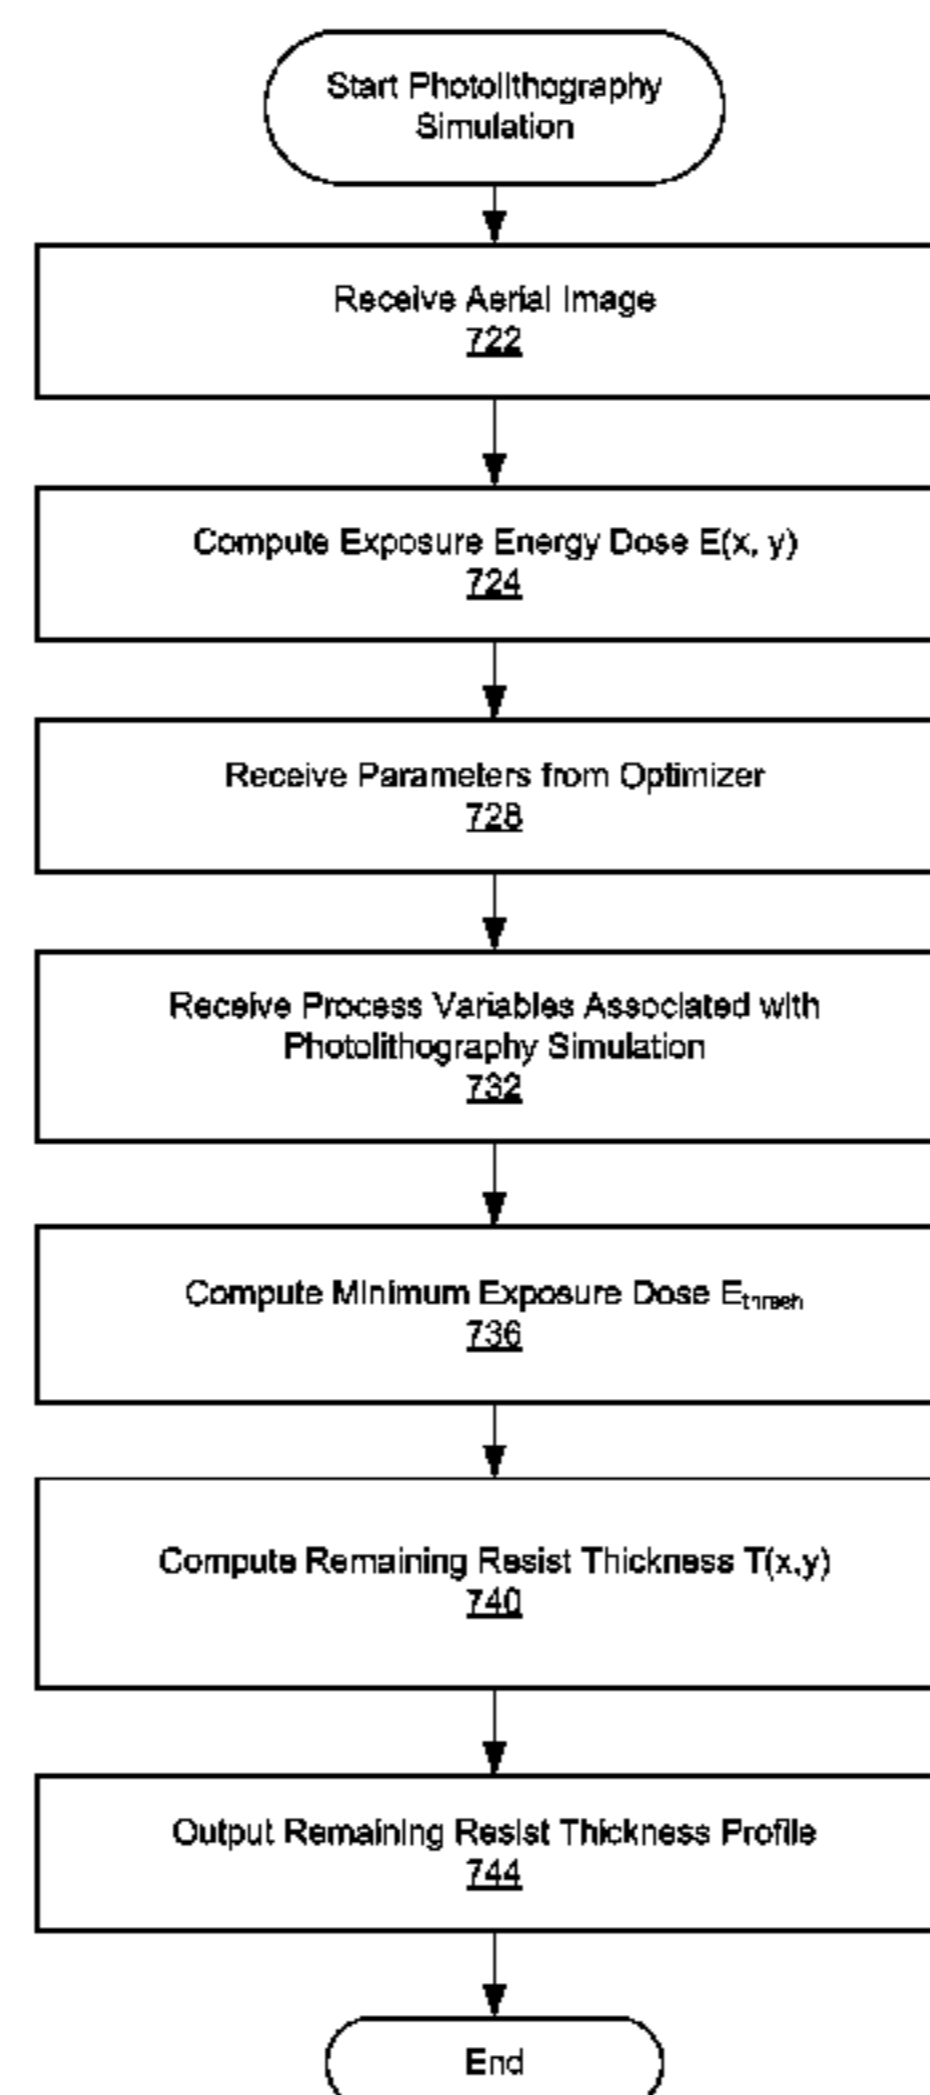 Start Photolithography
Simulation
Receive Aerial Image
722
Compute Exposure Energy Dose E(x, y)
724
Receive Parameters from Optimizer
728
Receive Process Variables Associated with
Photolithography Simulation
732
Compute Minimum Exposure Dose Ethresh
736
Compute Remaining Resist Thickness T(x,y)
740
Output Remaining Resist Thickness Profile
744
End